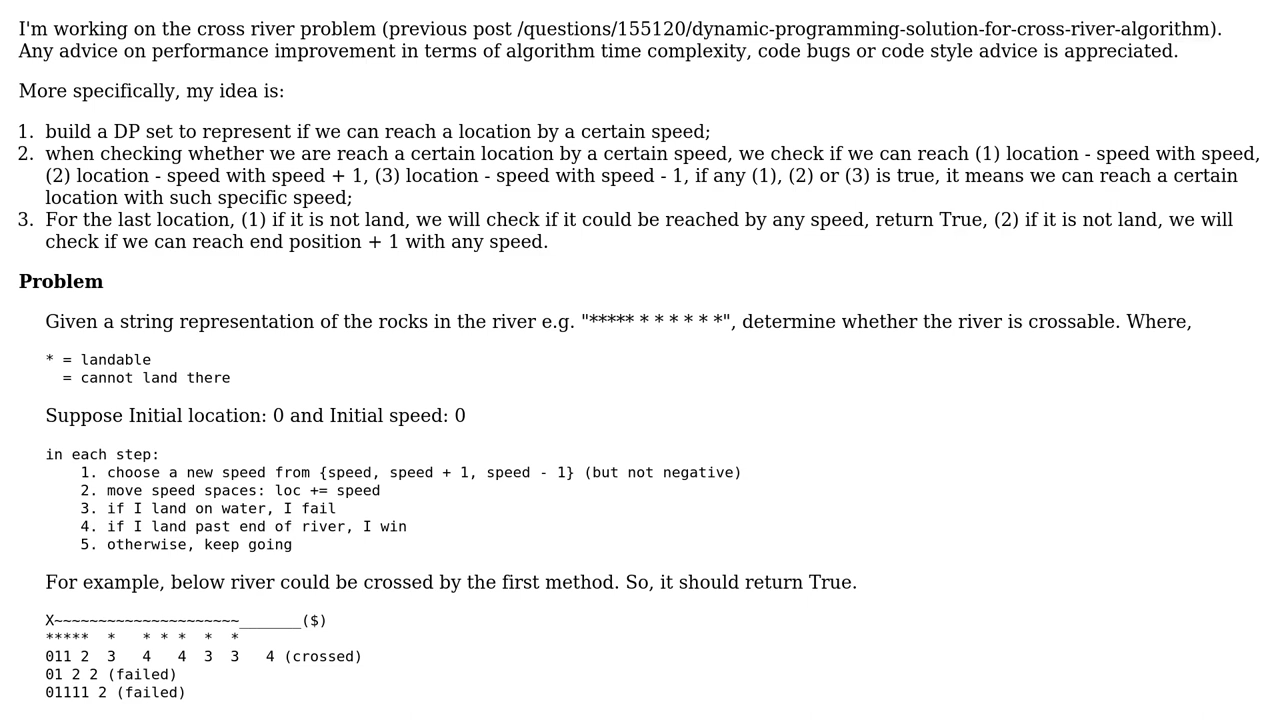 I'm working on the cross river problem (previous post /questions/155120/dynamic-programming-solution-for-cross-river-algorithm).
Any advice on performance improvement in terms of algorithm time complexity, code bugs or code style advice is appreciated.
More specifically, my idea is:
1. build a DP set to represent if we can reach a location by a certain speed;
2. when checking whether we are reach a certain location by a certain speed, we check if we can reach (1) location - speed with speed,
(2) location - speed with speed + 1, (3) location - speed with speed - 1, if any (1), (2) or (3) is true, it means we can reach a certain
location with such specific speed;
3. For the last location, (1) if it is not land, we will check if it could be reached by any speed, return True, (2) if it is not land, we will
check if we can reach end position + 1 with any speed.
Problem
Given a string representation of the rocks in the river e.g. "***** * * * * * *", determine whether the river is crossable. Where,
* = landable
  = cannot land there
Suppose Initial location: 0 and Initial speed: 0
in each step:
    1. choose a new speed from {speed, speed + 1, speed - 1} (but not negative)
    2. move speed spaces: loc += speed
    3. if I land on water, I fail
    4. if I land past end of river, I win
    5. otherwise, keep going
For example, below river could be crossed by the first method. So, it should return True.
X~~~~~~~~~~~~~~~~~~~~~_______($)
*****  *   * * *  *  *
011 2  3   4   4  3  3   4 (crossed)
01 2 2 (failed)
01111 2 (failed)